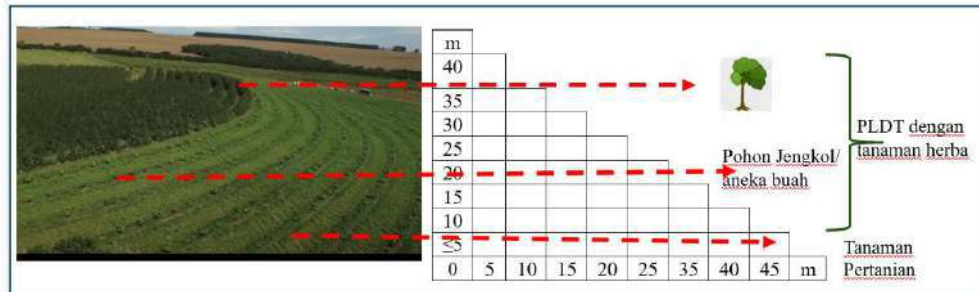 m
40
35
30
25
20
15
10
≤5
0 5 10 15 20 25 35 40 45 m
Pohon Jengkol/
aneka buah
PLDT dengan
tanaman herba
Tanaman
Pertanian